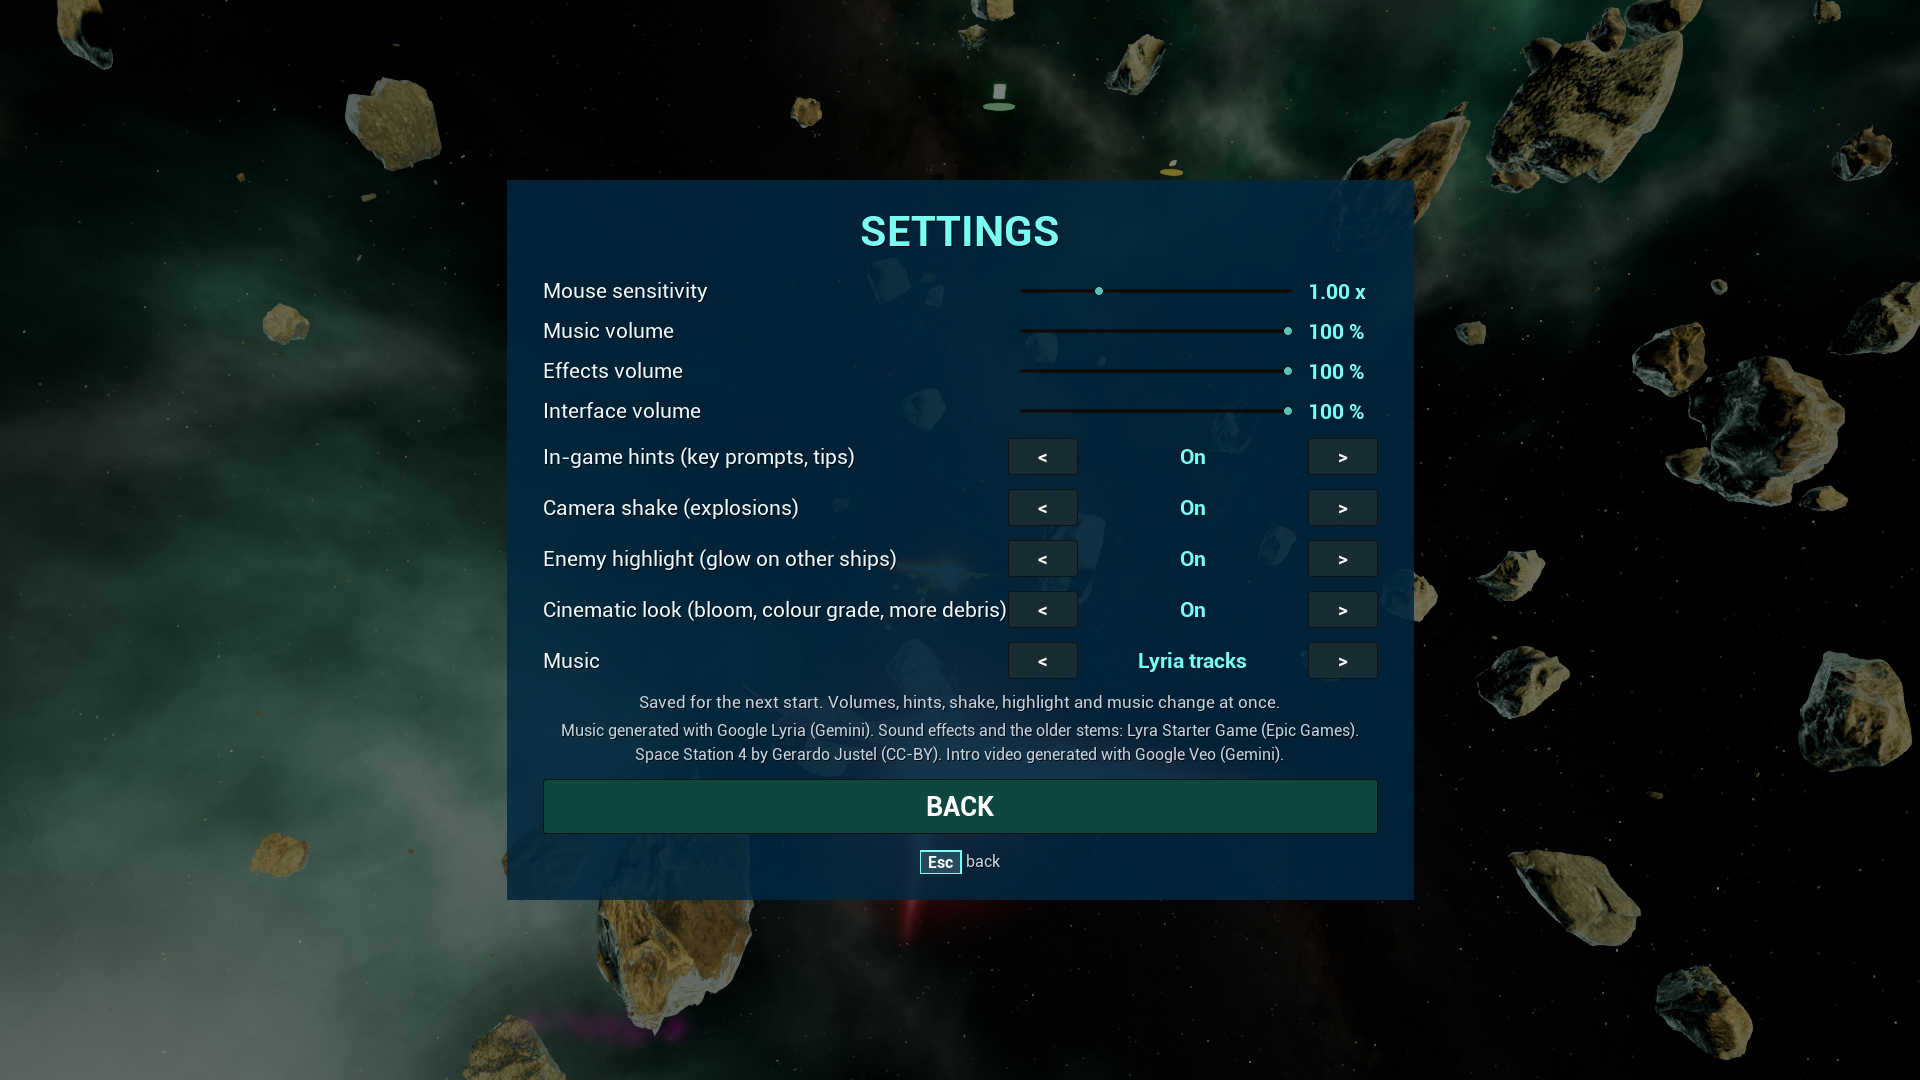 SETTINGS
Mouse sensitivity 1.00 x
Music volume 100 %
Effects volume 100 %
Interface volume 100 %
In-game hints (key prompts, tips) < On >
Camera shake (explosions) < On >
Enemy highlight (glow on other ships) < On >
Cinematic look (bloom, colour grade, more debris) < On >
Music < Lyria tracks >
Saved for the next start. Volumes, hints, shake, highlight and music change at once.
Music generated with Google Lyria (Gemini). Sound effects and the older stems: Lyra Starter Game (Epic Games).
Space Station 4 by Gerardo Justel (CC-BY). Intro video generated with Google Veo (Gemini).
BACK
Esc back